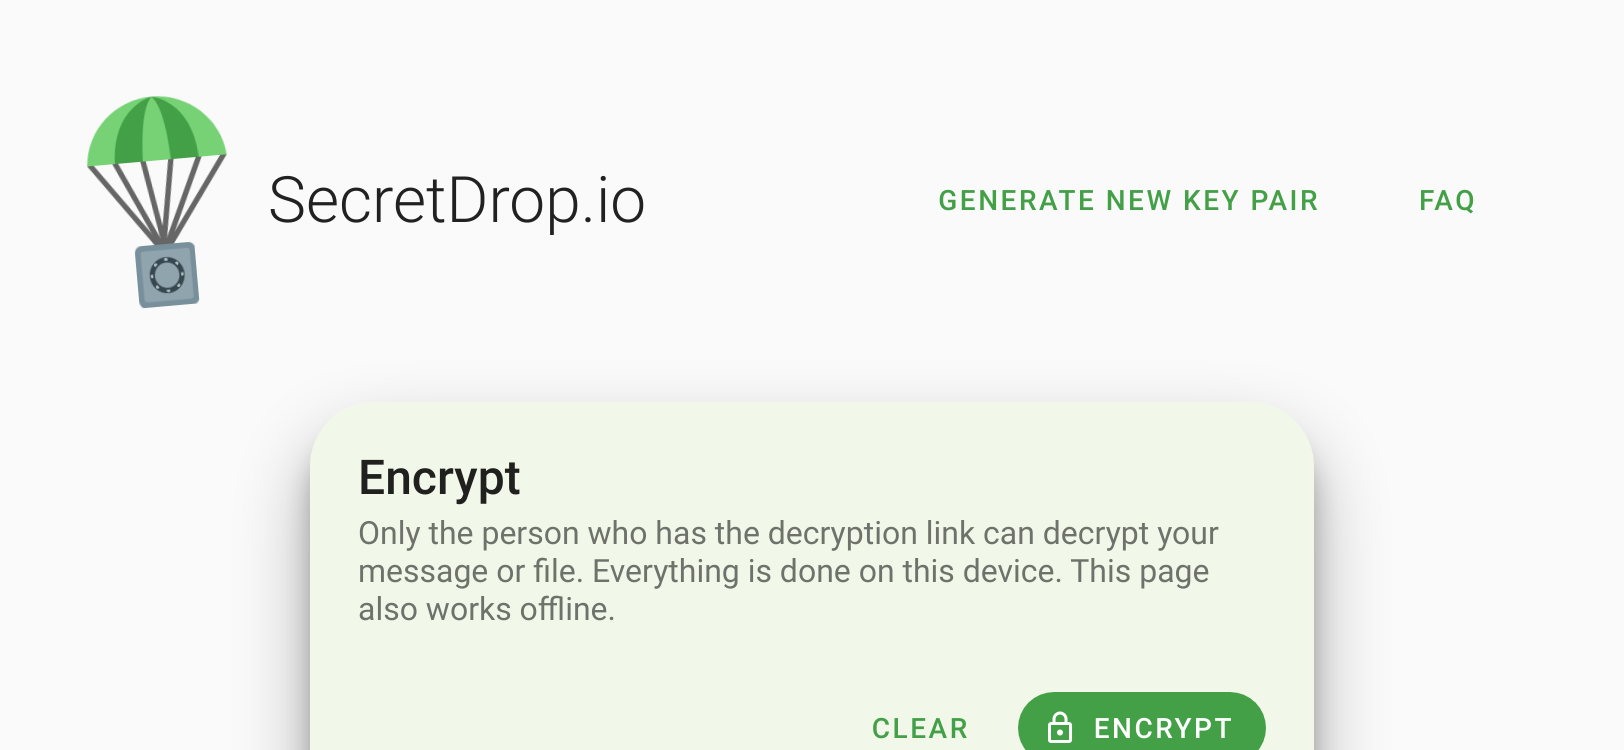 SecretDrop.io
GENERATE NEW KEY PAIR
FAQ
Encrypt
Only the person who has the decryption link can decrypt your
message or file. Everything is done on this device. This page
also works offline.
CLEAR
ENCRYPT